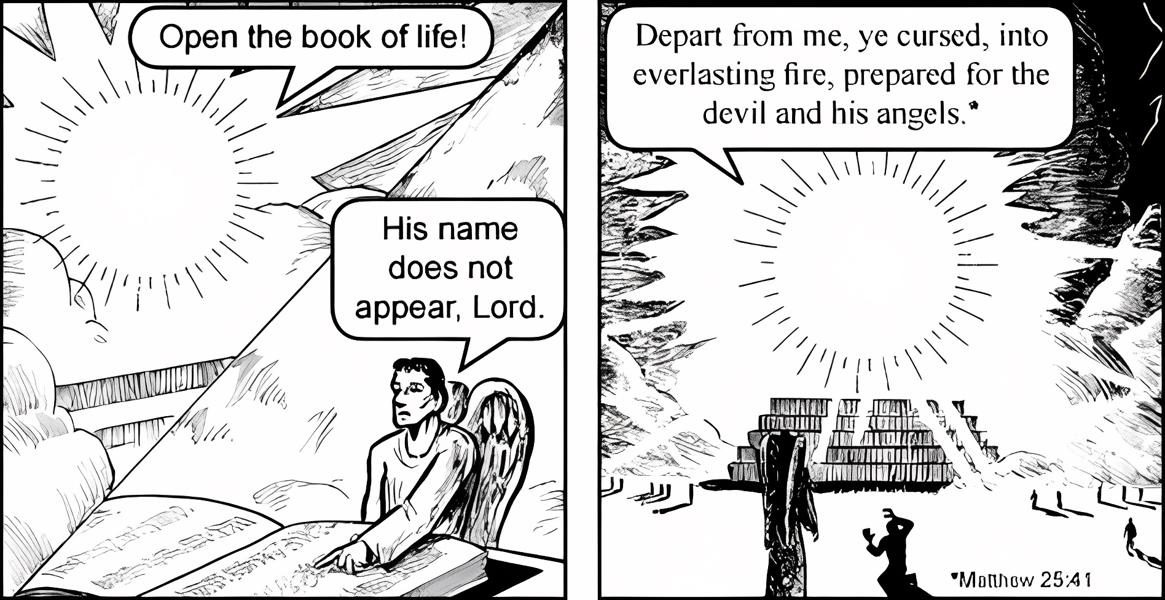 Open the book of life!
His name
does not
appear, Lord.
Depart from me, ye cursed, into
everlasting fire, prepared for the
devil and his angels.*
*Matthew 25:41